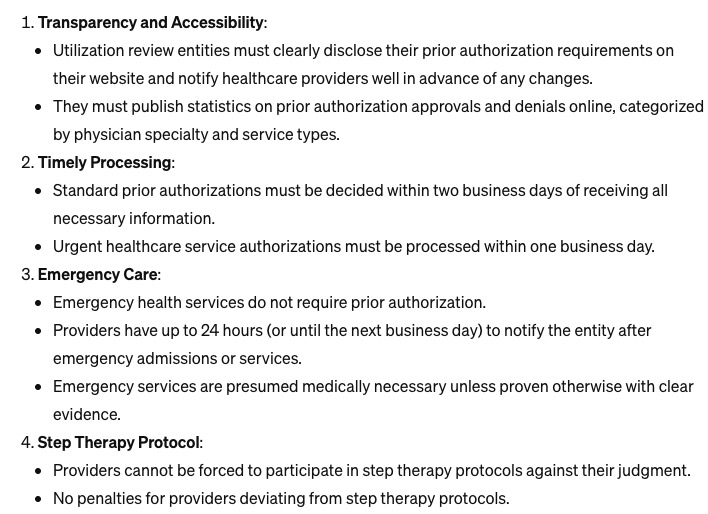 1. Transparency and Accessibility:
• Utilization review entities must clearly disclose their prior authorization requirements on
their website and notify healthcare providers well in advance of any changes.
• They must publish statistics on prior authorization approvals and denials online, categorized
by physician specialty and service types.
2. Timely Processing:
• Standard prior authorizations must be decided within two business days of receiving all
necessary information.
• Urgent healthcare service authorizations must be processed within one business day.
3. Emergency Care:
• Emergency health services do not require prior authorization.
• Providers have up to 24 hours (or until the next business day) to notify the entity after
emergency admissions or services.
• Emergency services are presumed medically necessary unless proven otherwise with clear
evidence.
4. Step Therapy Protocol:
• Providers cannot be forced to participate in step therapy protocols against their judgment.
• No penalties for providers deviating from step therapy protocols.